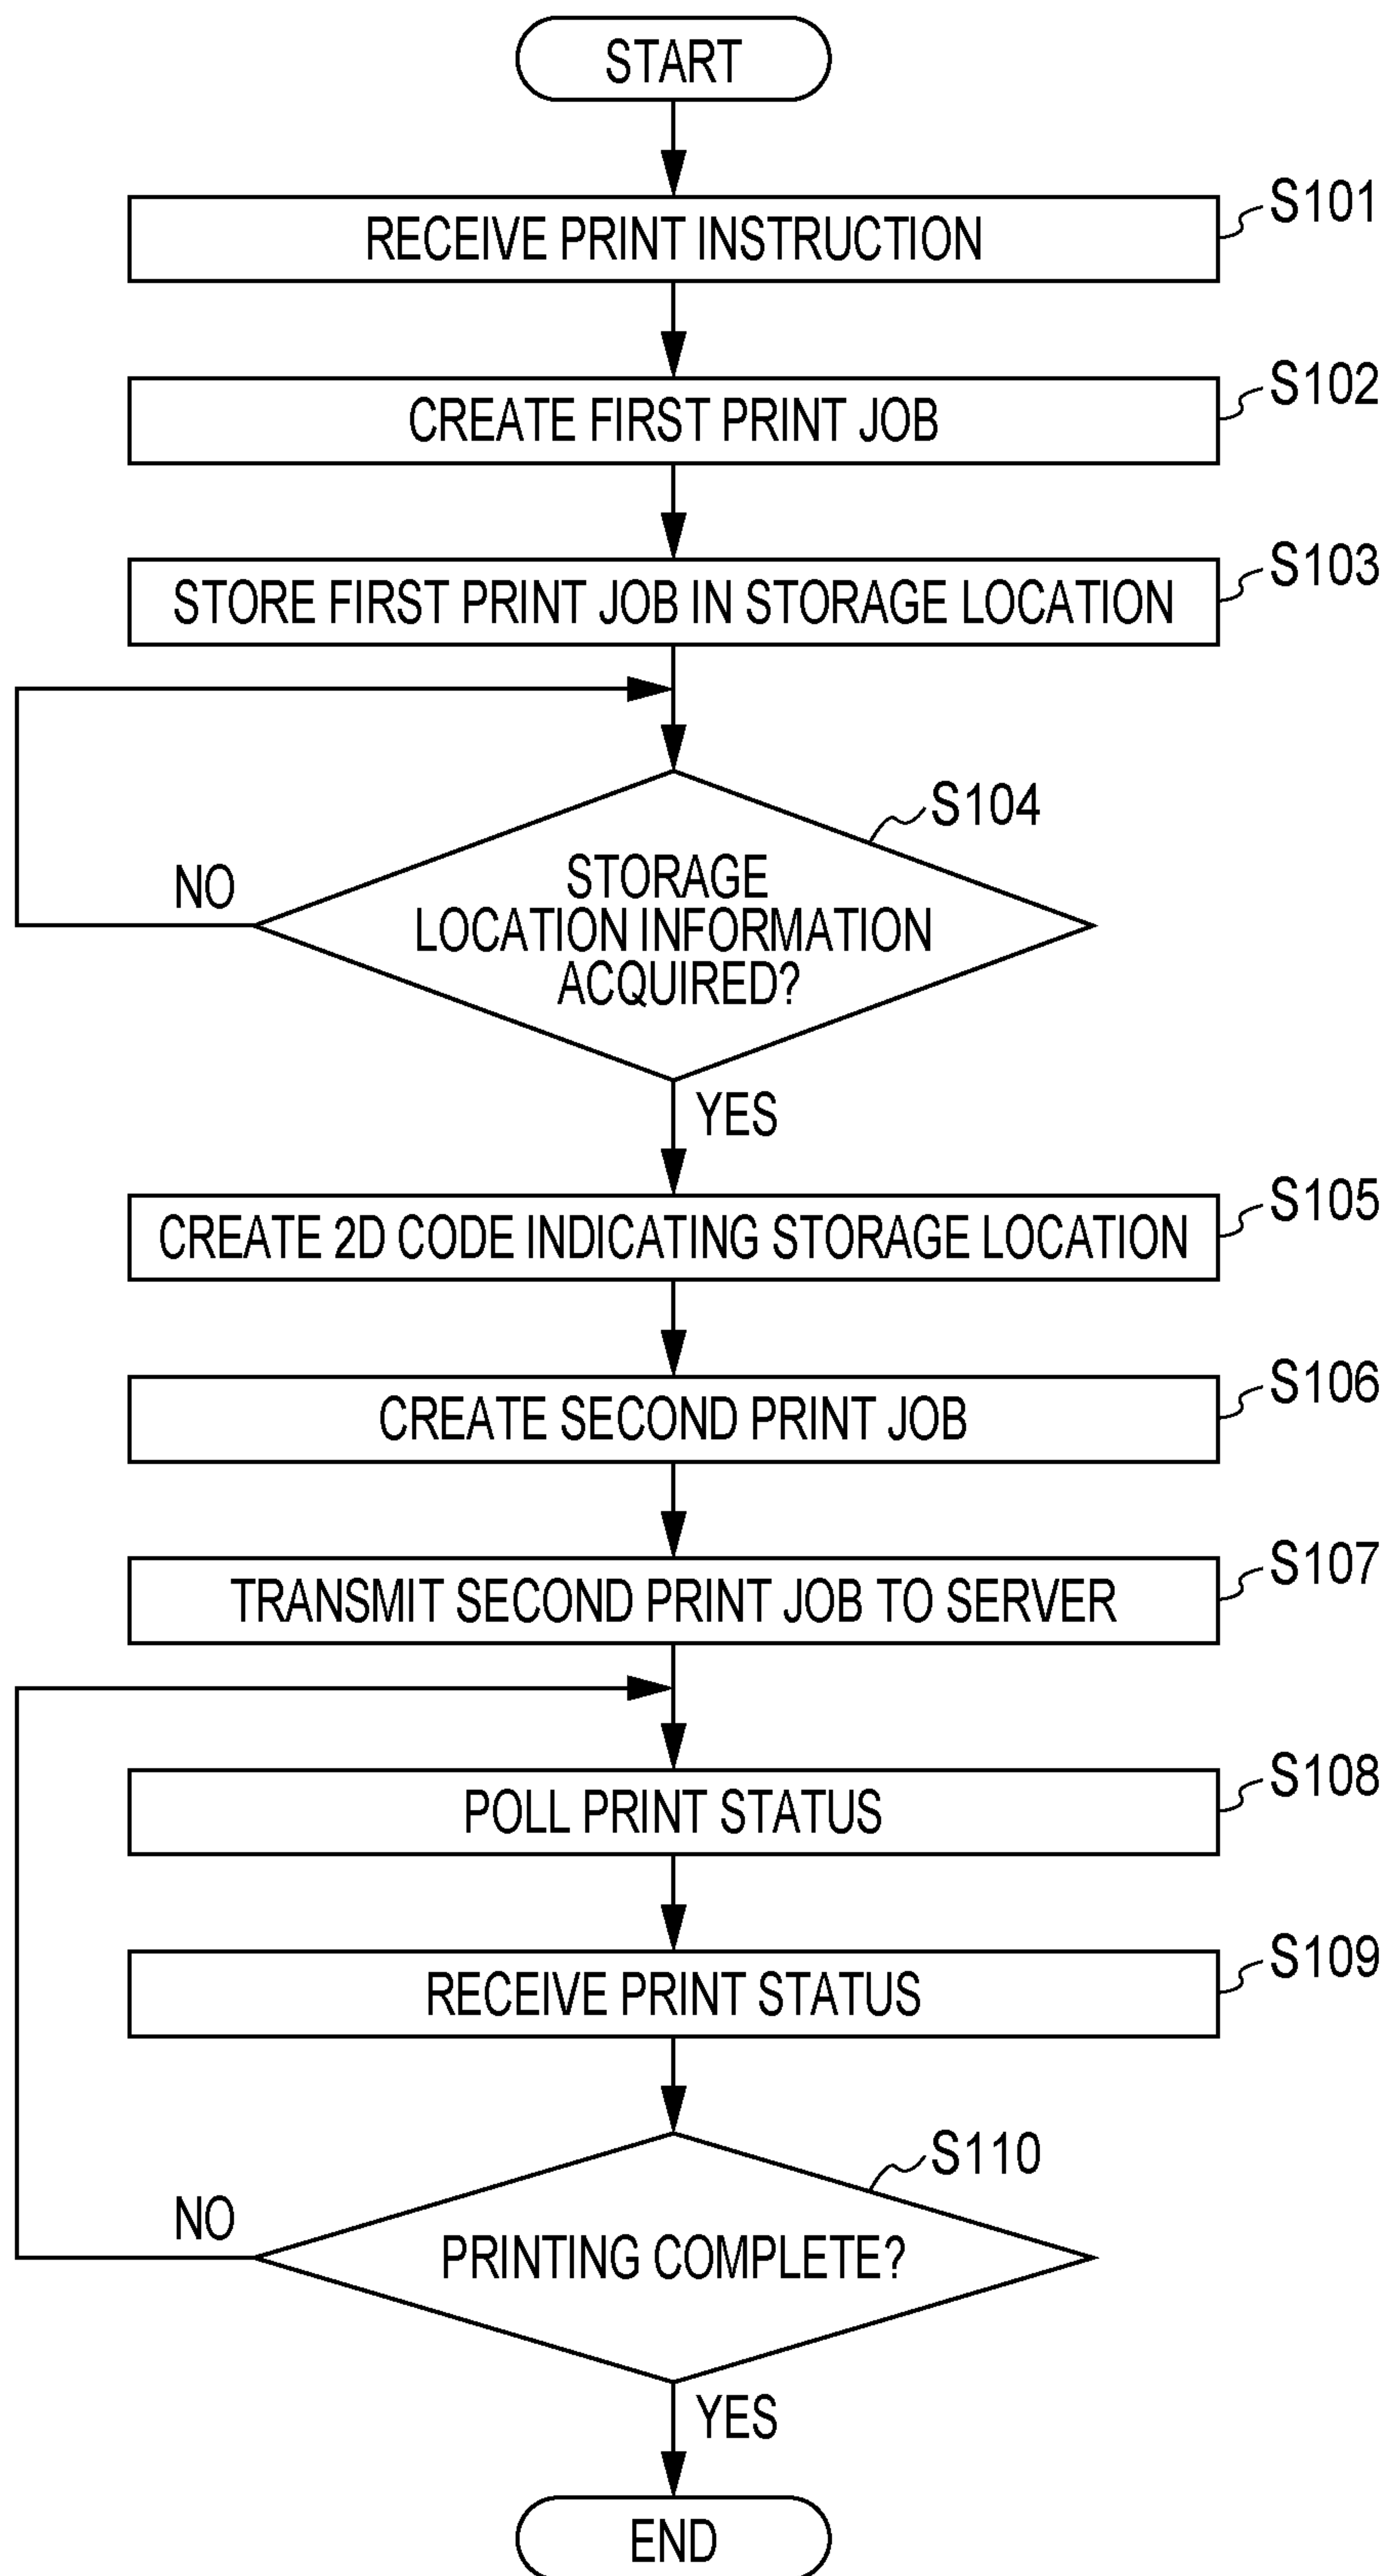 START
RECEIVE PRINT INSTRUCTION
S101
CREATE FIRST PRINT JOB
S102
STORE FIRST PRINT JOB IN STORAGE LOCATION
S103
S104
NO
STORAGE
LOCATION INFORMATION
ACQUIRED?
YES
CREATE 2D CODE INDICATING STORAGE LOCATION
S105
CREATE SECOND PRINT JOB
S106
TRANSMIT SECOND PRINT JOB TO SERVER
S107
POLL PRINT STATUS
S108
RECEIVE PRINT STATUS
S109
S110
NO
PRINTING COMPLETE?
YES
END